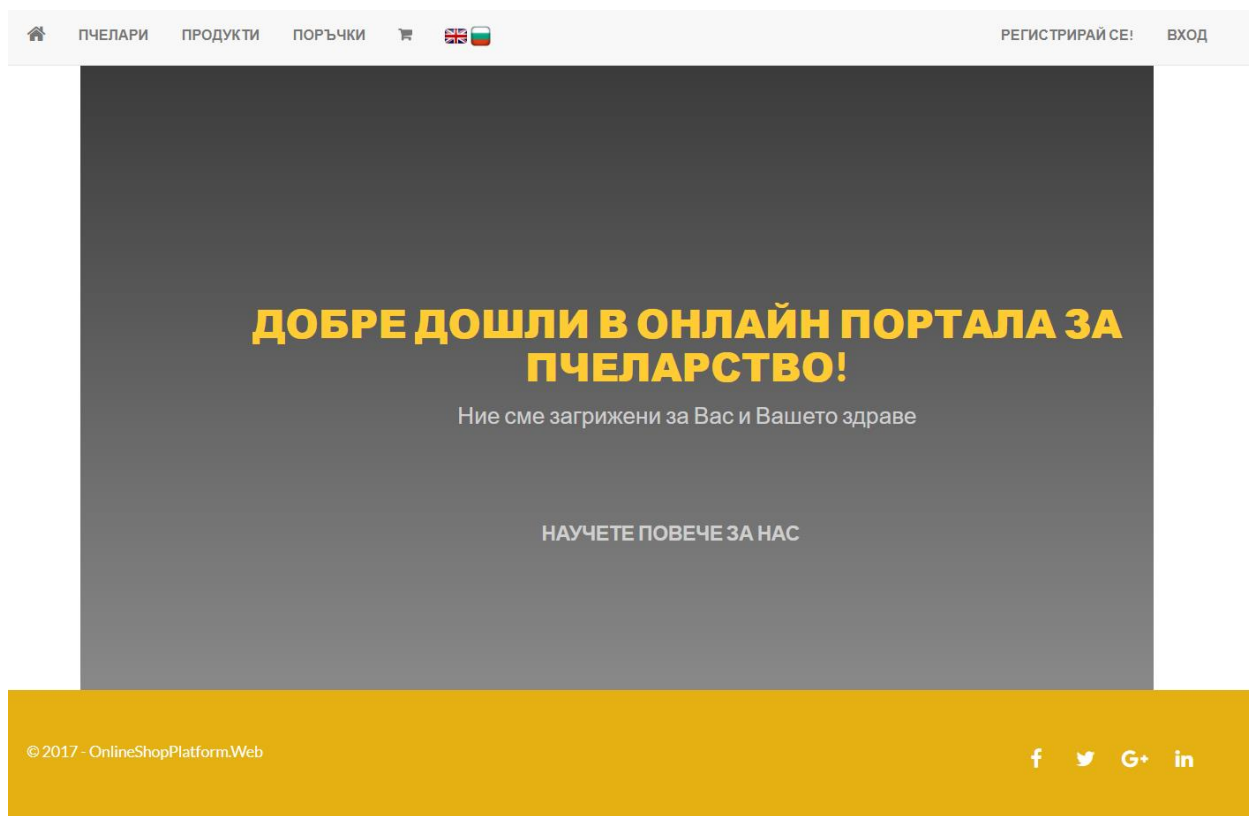 ПЧЕЛАРИ ПРОДУКТИ ПОРЪЧКИ РЕГИСТРИРАЙ СЕ! ВХОД
ДОБРЕ ДОШЛИ В ОНЛАЙН ПОРТАЛА ЗА
ПЧЕЛАРСТВО!
Ние сме загрижени за Вас и Вашето здраве
НАУЧЕТЕ ПОВЕЧЕ ЗА НАС
© 2017 - OnlineShopPlatform.Web